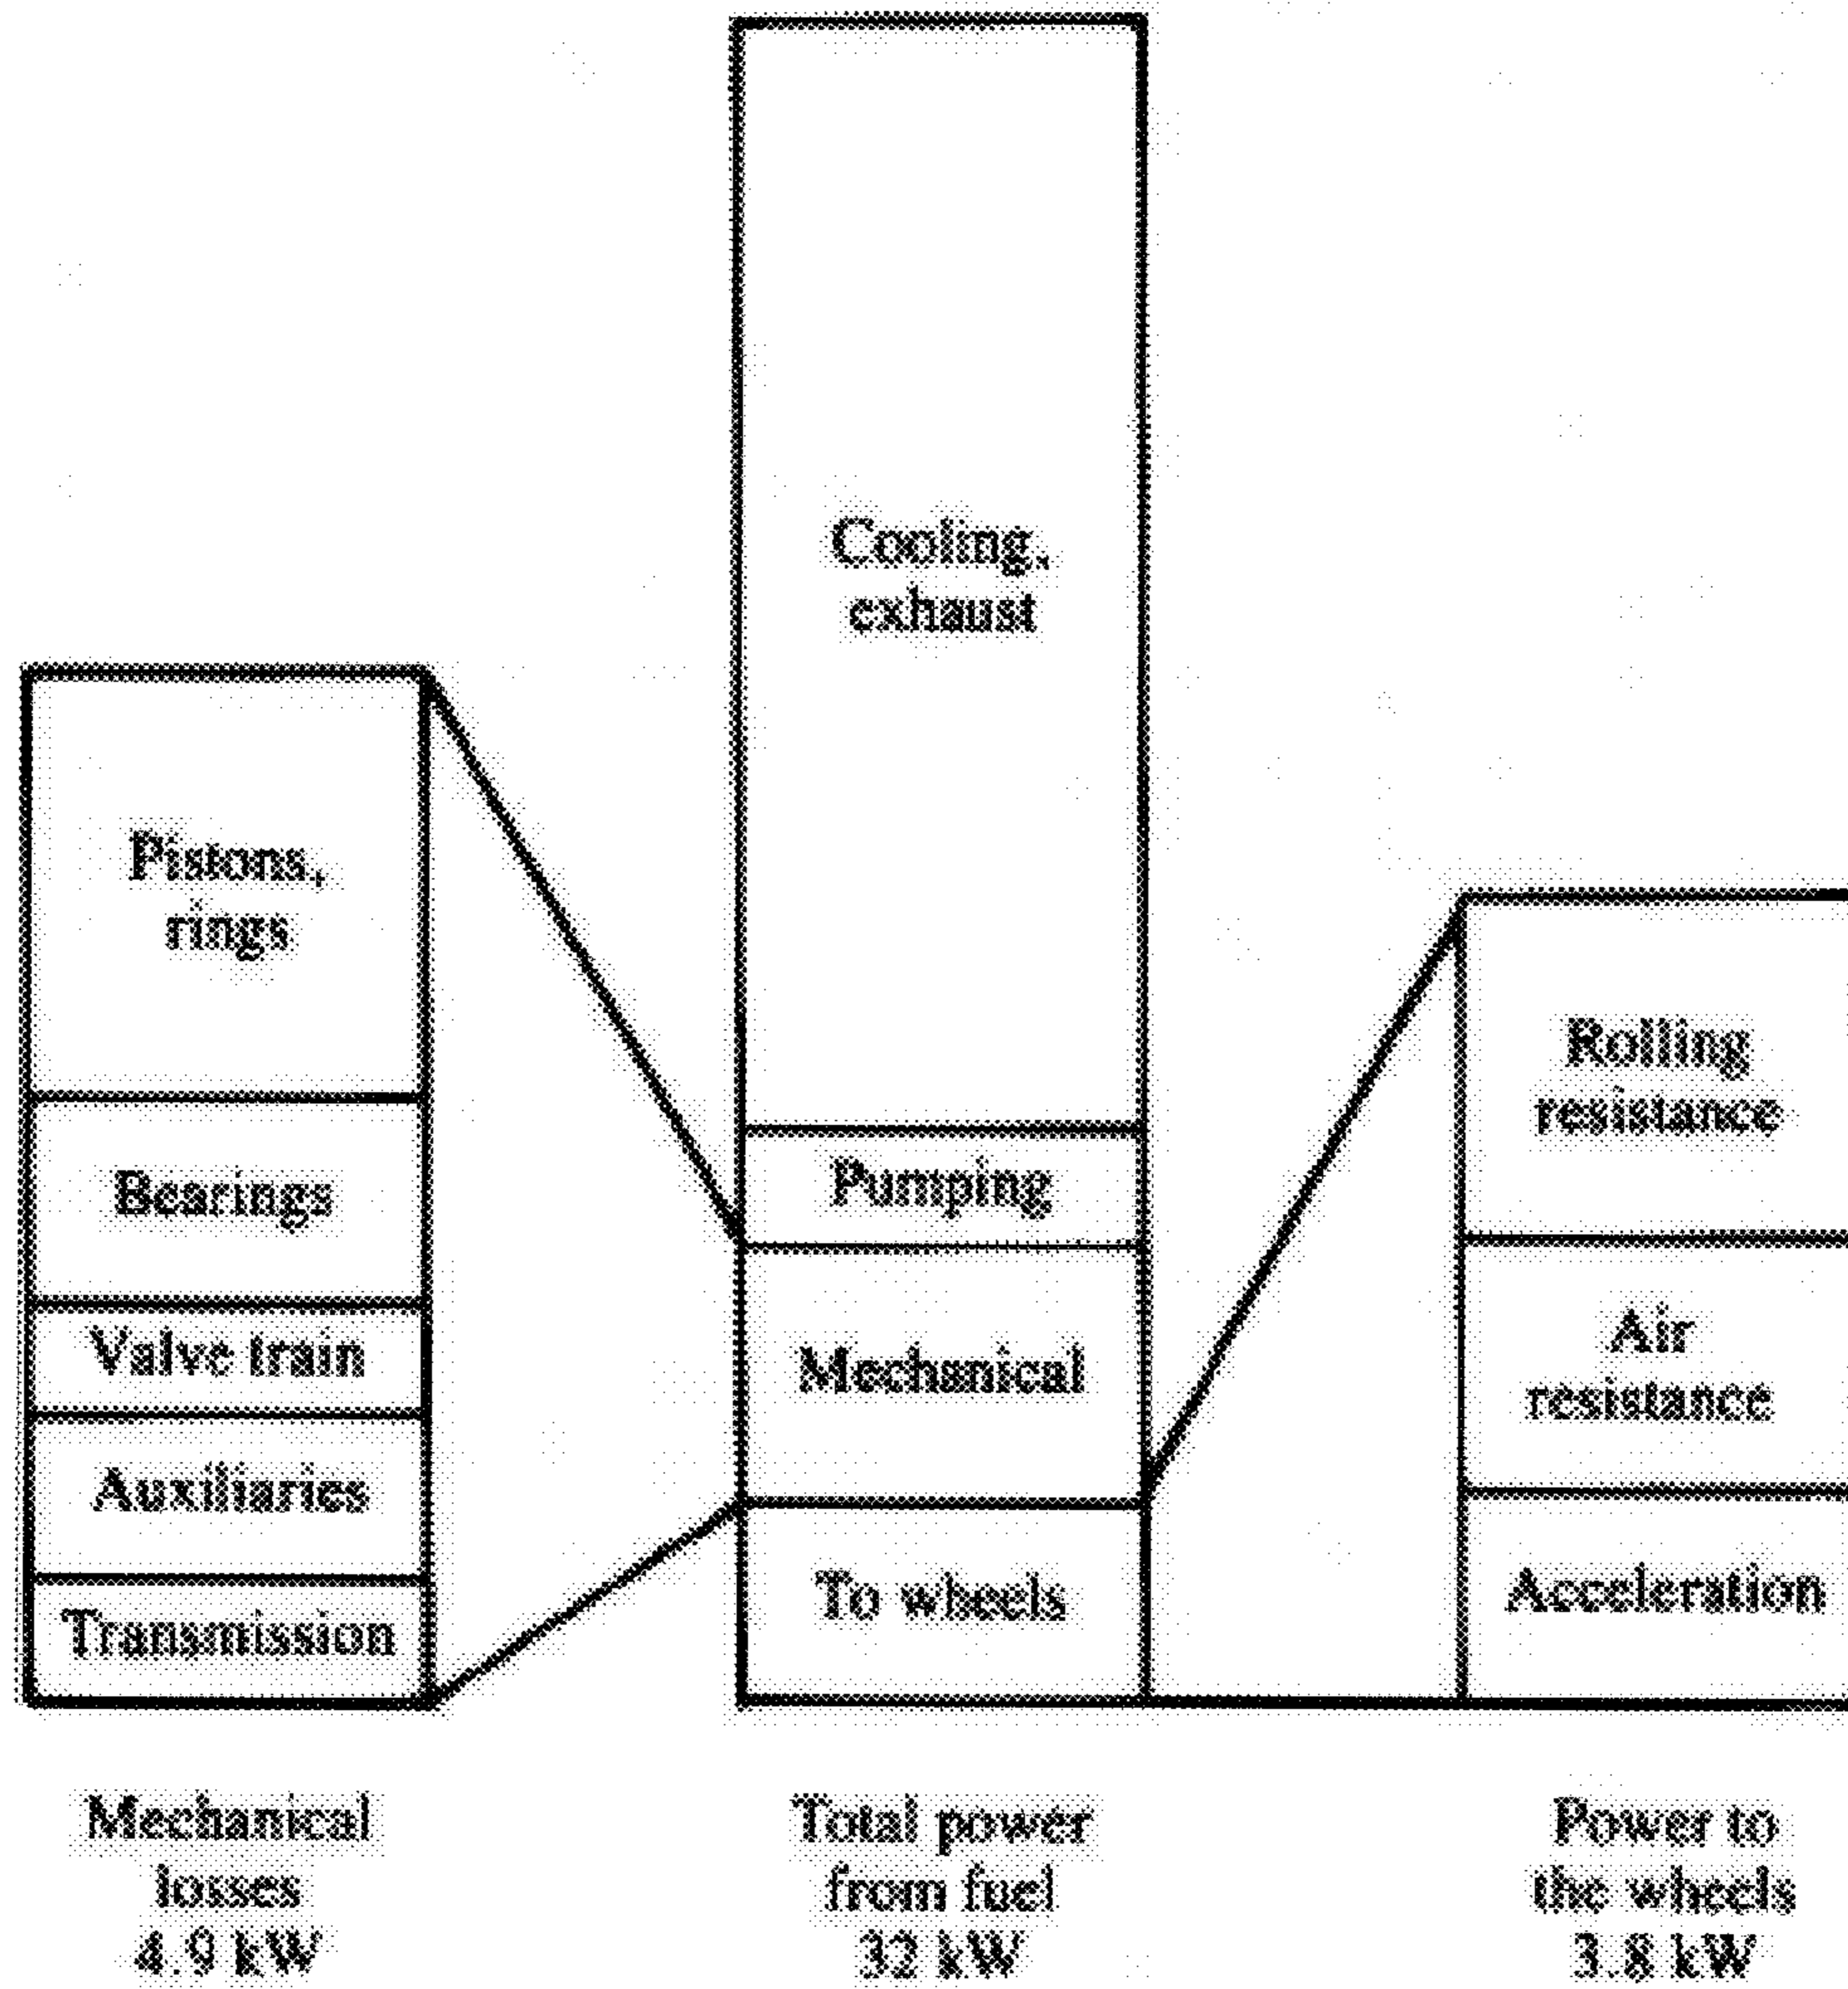 Pistons,
rings
Bearings
Valve train
Auxiliaries
Transmission
Mechanical
losses
4.9 kW
Cooling,
exhaust
Pumping
Mechanical
To wheels
Total power
from fuel
32 kW
Rolling
resistance
Air
resistance
Acceleration
Power to
the wheels
3.8 kW